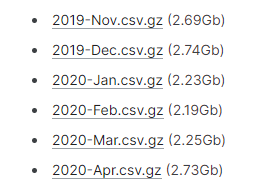 2019-Nov.csv.gz (2.69Gb)
2019-Dec.csv.gz (2.74Gb)
2020-Jan.csv.gz (2.23Gb)
2020-Feb.csv.gz (2.19Gb)
2020-Mar.csv.gz (2.25Gb)
2020-Apr.csv.gz (2.73Gb)